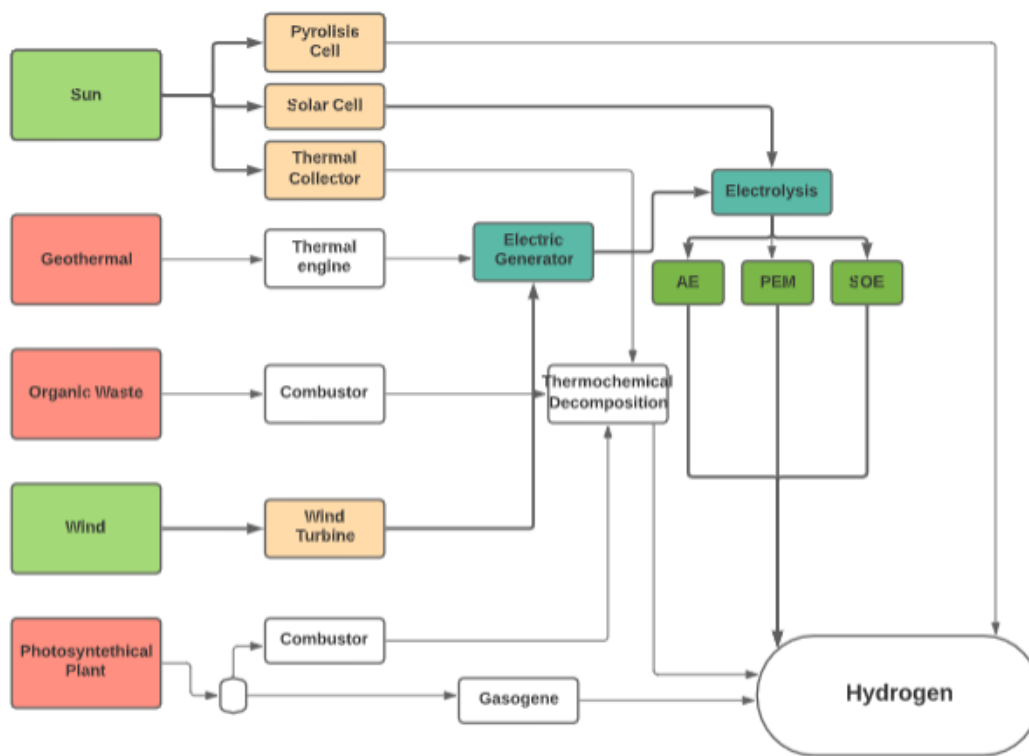 Pyrolisis
Cell
Sun
Solar Cell
Thermal
Collector
Electrolysis
Geothermal
Thermal
engine
Electric
Generator
AE
PEM
SOE
Organic Waste
Combustor
Thermochemical
Decomposition
Wind
Wind
Turbine
Photosyntethical
Plant
Combustor
Gasogene
Hydrogen